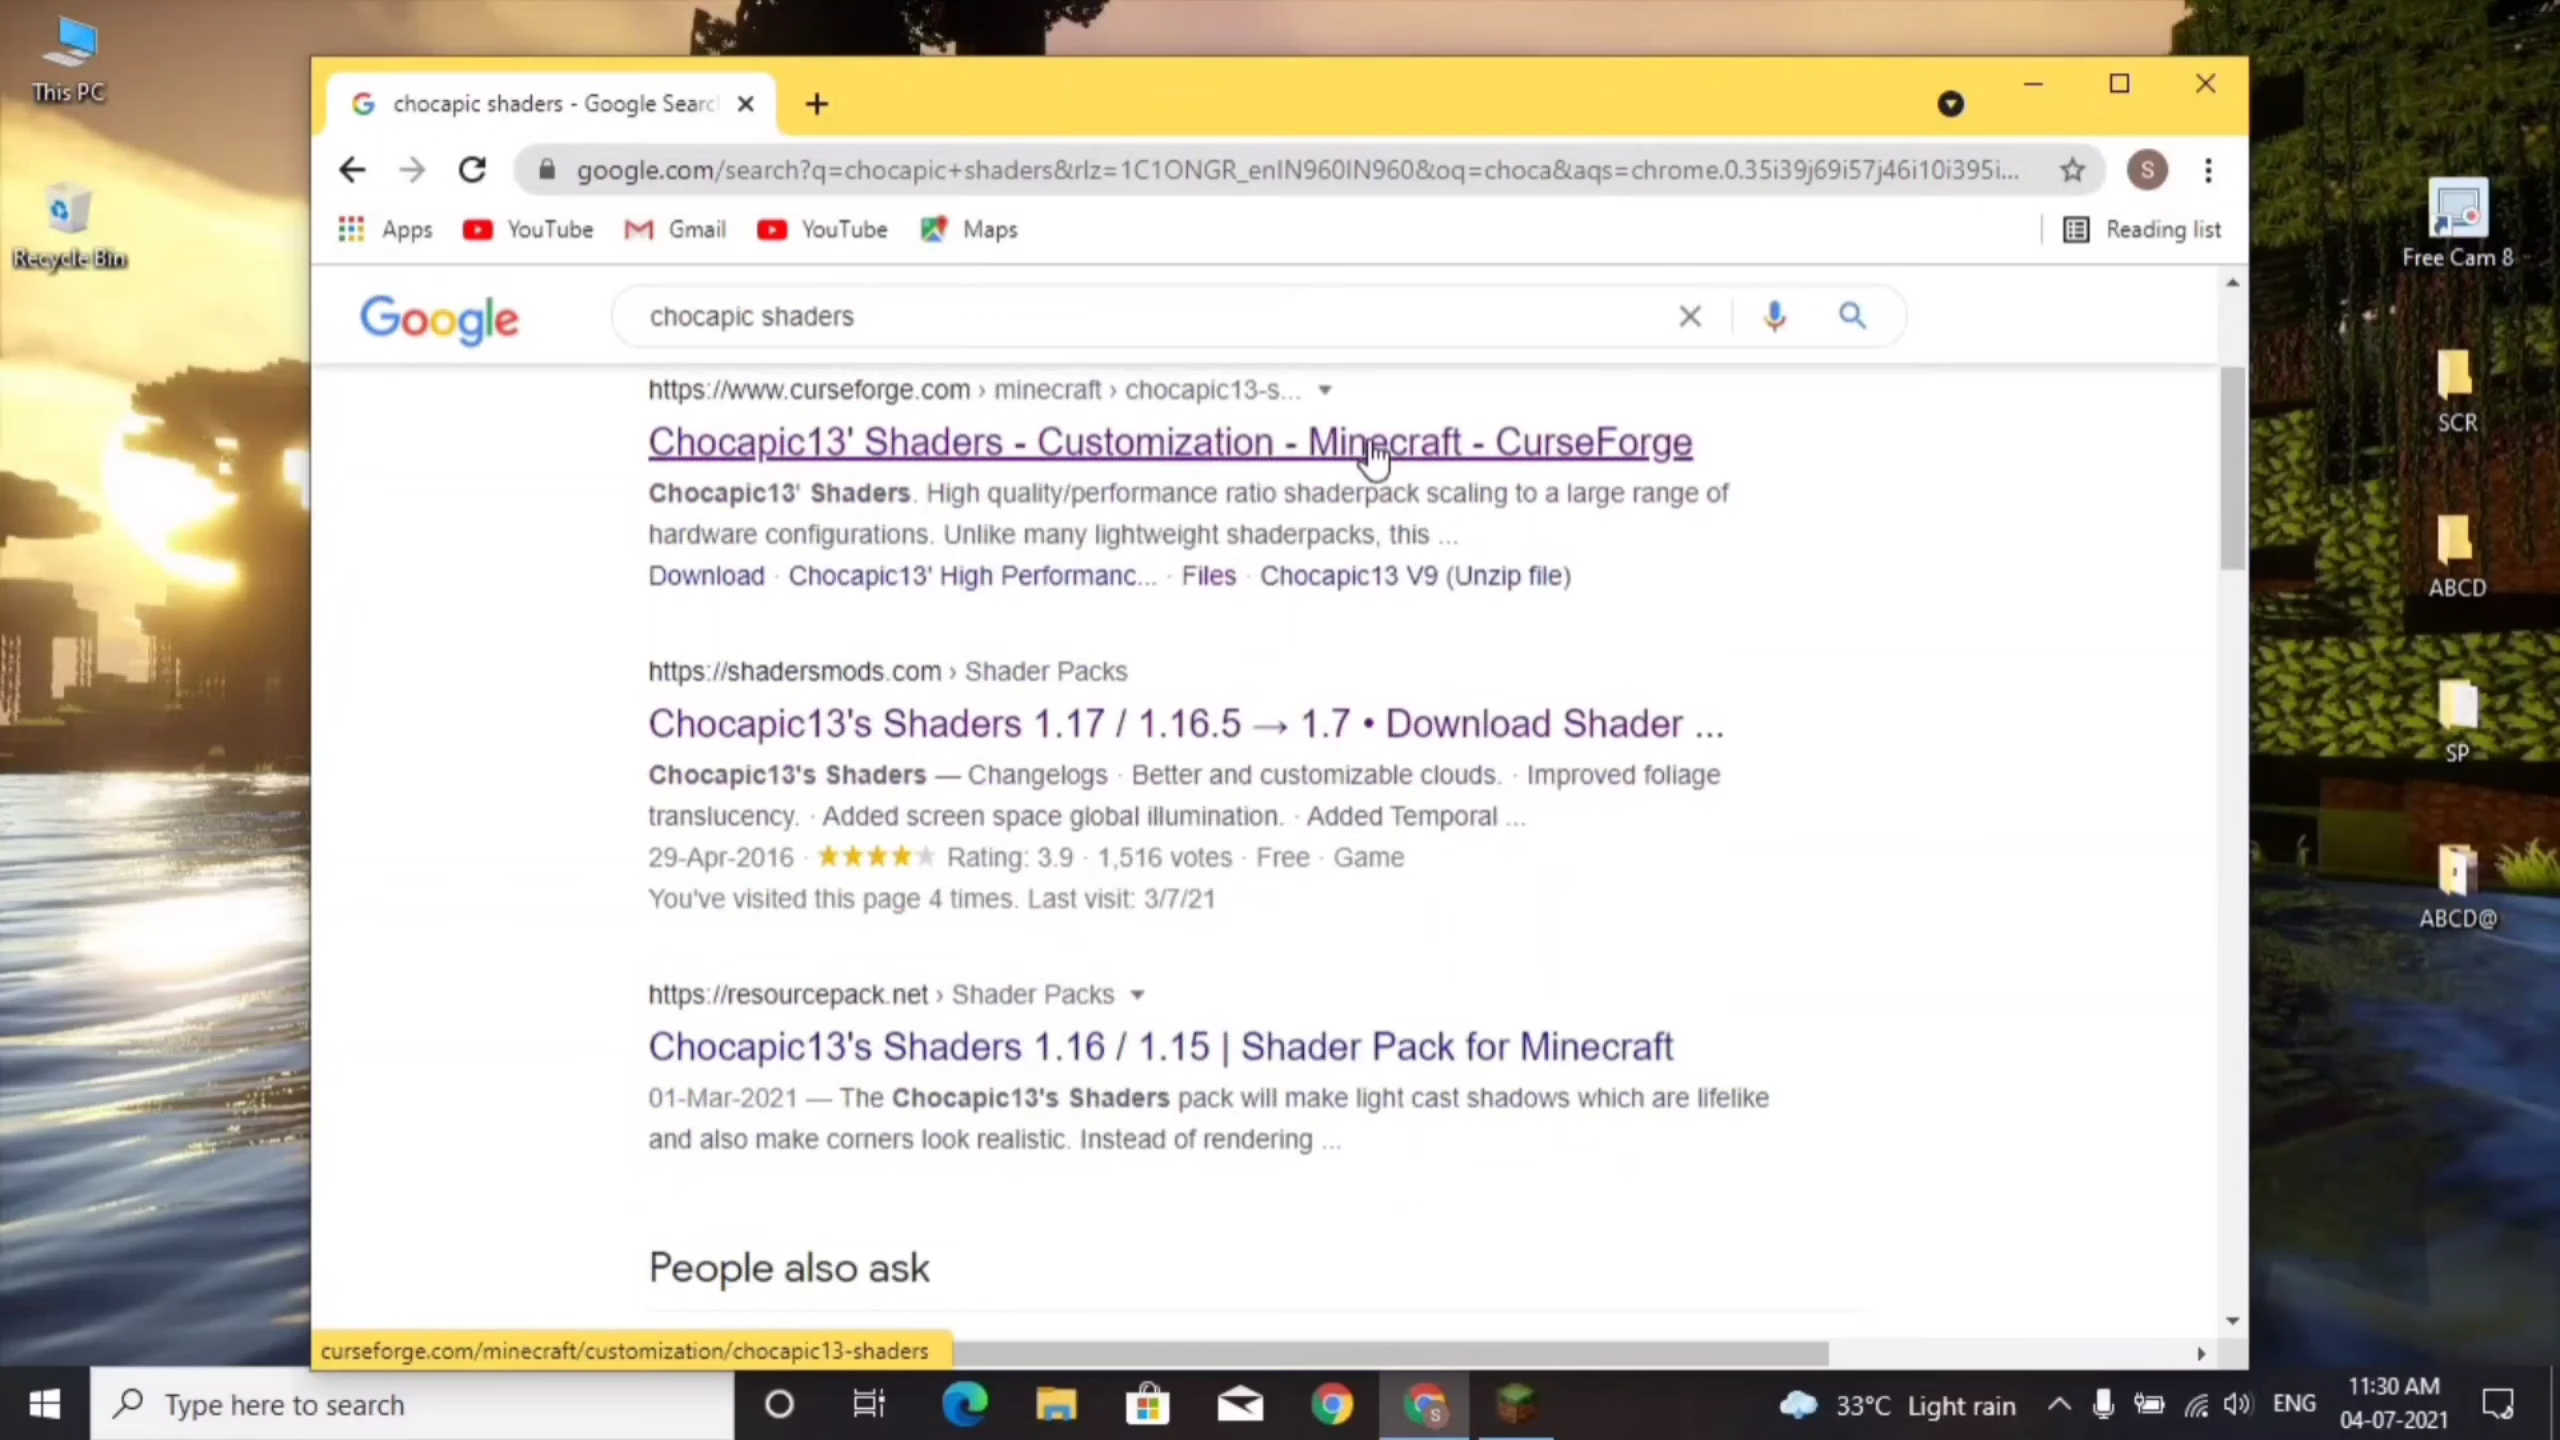 This PC
Recycle Bin
chocapic shaders - Google Searc
google.com/search?q=chocapic+shaders&rlz=1C1ONGR_enIN960IN960&oq=choca&aqs=chrome.0.35i39j69i57j46i10i395i...
S
Apps
YouTube
Gmail
YouTube
Maps
Reading list
Google
chocapic shaders
https://www.curseforge.com › minecraft › chocapic13-s...
Chocapic13' Shaders - Customization - Minecraft - CurseForge
Chocapic13' Shaders. High quality/performance ratio shaderpack scaling to a large range of
hardware configurations. Unlike many lightweight shaderpacks, this ...
Download · Chocapic13' High Performanc... · Files · Chocapic13 V9 (Unzip file)
https://shadersmods.com › Shader Packs
Chocapic13's Shaders 1.17 / 1.16.5 → 1.7 • Download Shader ...
Chocapic13's Shaders — Changelogs · Better and customizable clouds. · Improved foliage
translucency. · Added screen space global illumination. · Added Temporal ...
29-Apr-2016 · Rating: 3.9 · 1,516 votes · Free · Game
You've visited this page 4 times. Last visit: 3/7/21
https://resourcepack.net › Shader Packs
Chocapic13's Shaders 1.16 / 1.15 | Shader Pack for Minecraft
01-Mar-2021 — The Chocapic13's Shaders pack will make light cast shadows which are lifelike
and also make corners look realistic. Instead of rendering ...
People also ask
curseforge.com/minecraft/customization/chocapic13-shaders
Free Cam 8
SCR
ABCD
SP
ABCD@
Type here to search
S
33°C Light rain
ENG
11:30 AM
04-07-2021